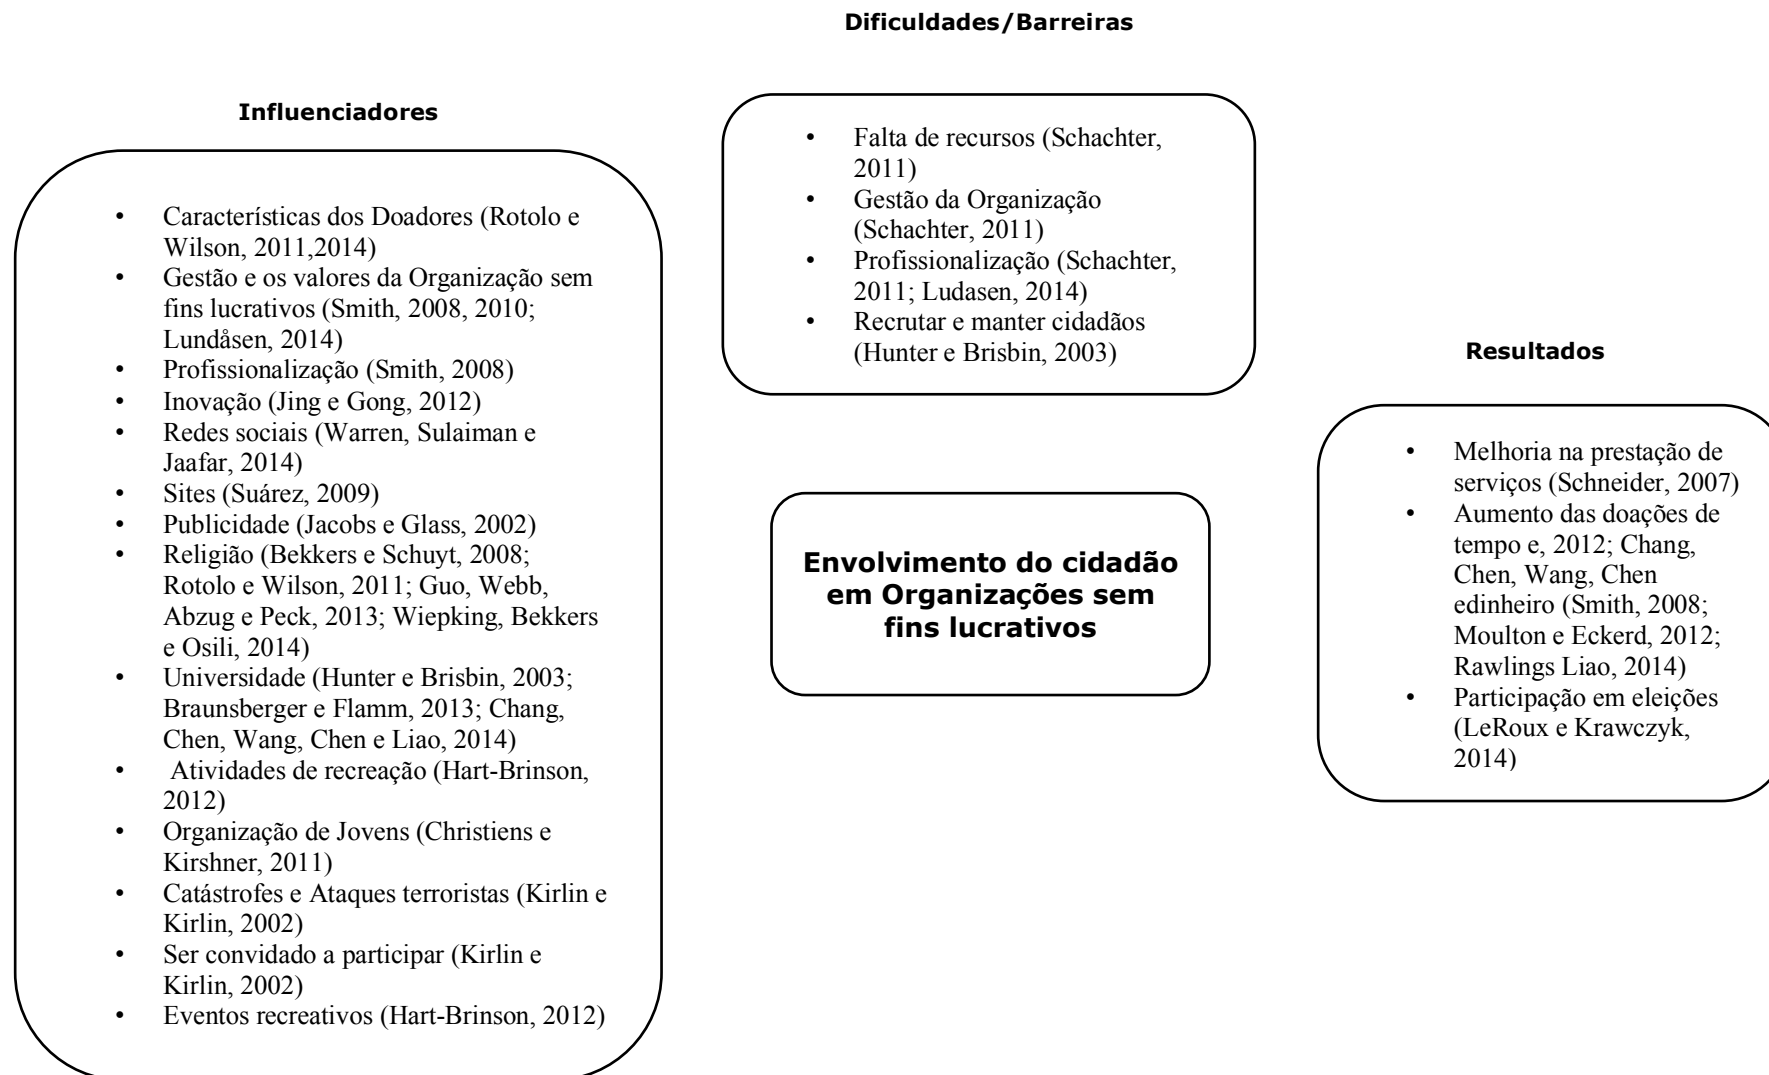 Dificuldades/Barreiras
Influenciadores
• Características dos Doadores (Rotolo e
Wilson, 2011,2014)
• Gestão e os valores da Organização sem
fins lucrativos (Smith, 2008, 2010;
Lundåsen, 2014)
• Profissionalização (Smith, 2008)
• Inovação (Jing e Gong, 2012)
• Redes sociais (Warren, Sulaiman e
Jaafar, 2014)
• Sites (Suárez, 2009)
• Publicidade (Jacobs e Glass, 2002)
• Religião (Bekkers e Schuyt, 2008;
Rotolo e Wilson, 2011; Guo, Webb,
Abzug e Peck, 2013; Wiepking, Bekkers
e Osili, 2014)
• Universidade (Hunter e Brisbin, 2003;
Braunsberger e Flamm, 2013; Chang,
Chen, Wang, Chen e Liao, 2014)
• Atividades de recreação (Hart-Brinson,
2012)
• Organização de Jovens (Christiens e
Kirshner, 2011)
• Catástrofes e Ataques terroristas (Kirlin e
Kirlin, 2002)
• Ser convidado a participar (Kirlin e
Kirlin, 2002)
• Eventos recreativos (Hart-Brinson, 2012)
• Falta de recursos (Schachter,
2011)
• Gestão da Organização
(Schachter, 2011)
• Profissionalização (Schachter,
2011; Ludasen, 2014)
• Recrutar e manter cidadãos
(Hunter e Brisbin, 2003)
Envolvimento do cidadão
em Organizações sem
fins lucrativos
Resultados
• Melhoria na prestação de
serviços (Schneider, 2007)
• Aumento das doações de
tempo e, 2012; Chang,
Chen, Wang, Chen
edinheiro (Smith, 2008;
Moulton e Eckerd, 2012;
Rawlings Liao, 2014)
• Participação em eleições
(LeRoux e Krawczyk,
2014)